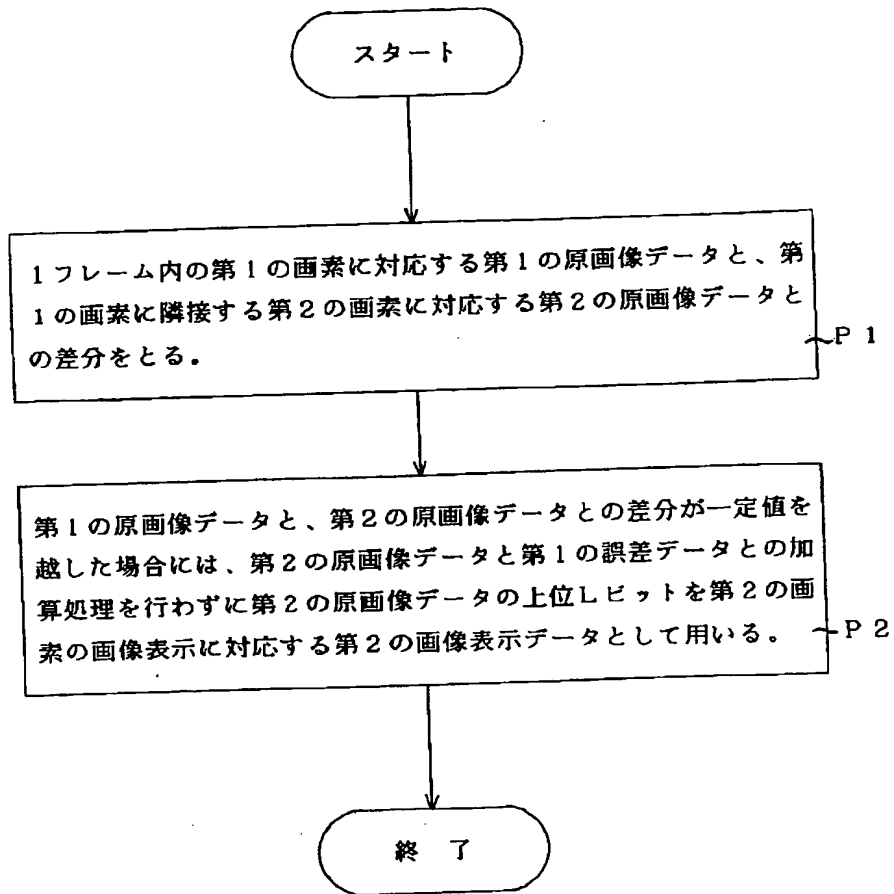 スタート
1フレーム内の第1の画素に対応する第1の原画像データと、第
1の画素に隣接する第2の画素に対応する第2の原画像データと
の差分をとる。
P1
第1の原画像データと、第2の原画像データとの差分が一定値を
越した場合には、第2の原画像データと第1の誤差データとの加
算処理を行わずに第2の原画像データの上位Lビットを第2の画
素の画像表示に対応する第2の画像表示データとして用いる。
P2
終了